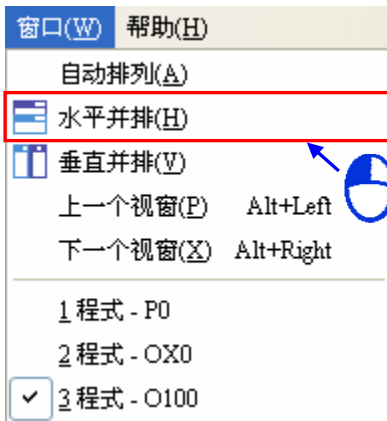 窗口(W) 帮助(H)
自动排列(A)
水平并排(H)
垂直并排(V)
上一个视窗(P) Alt+Left
下一个视窗(X) Alt+Right
1 程式 - P0
2 程式 - OX0
3 程式 - O100